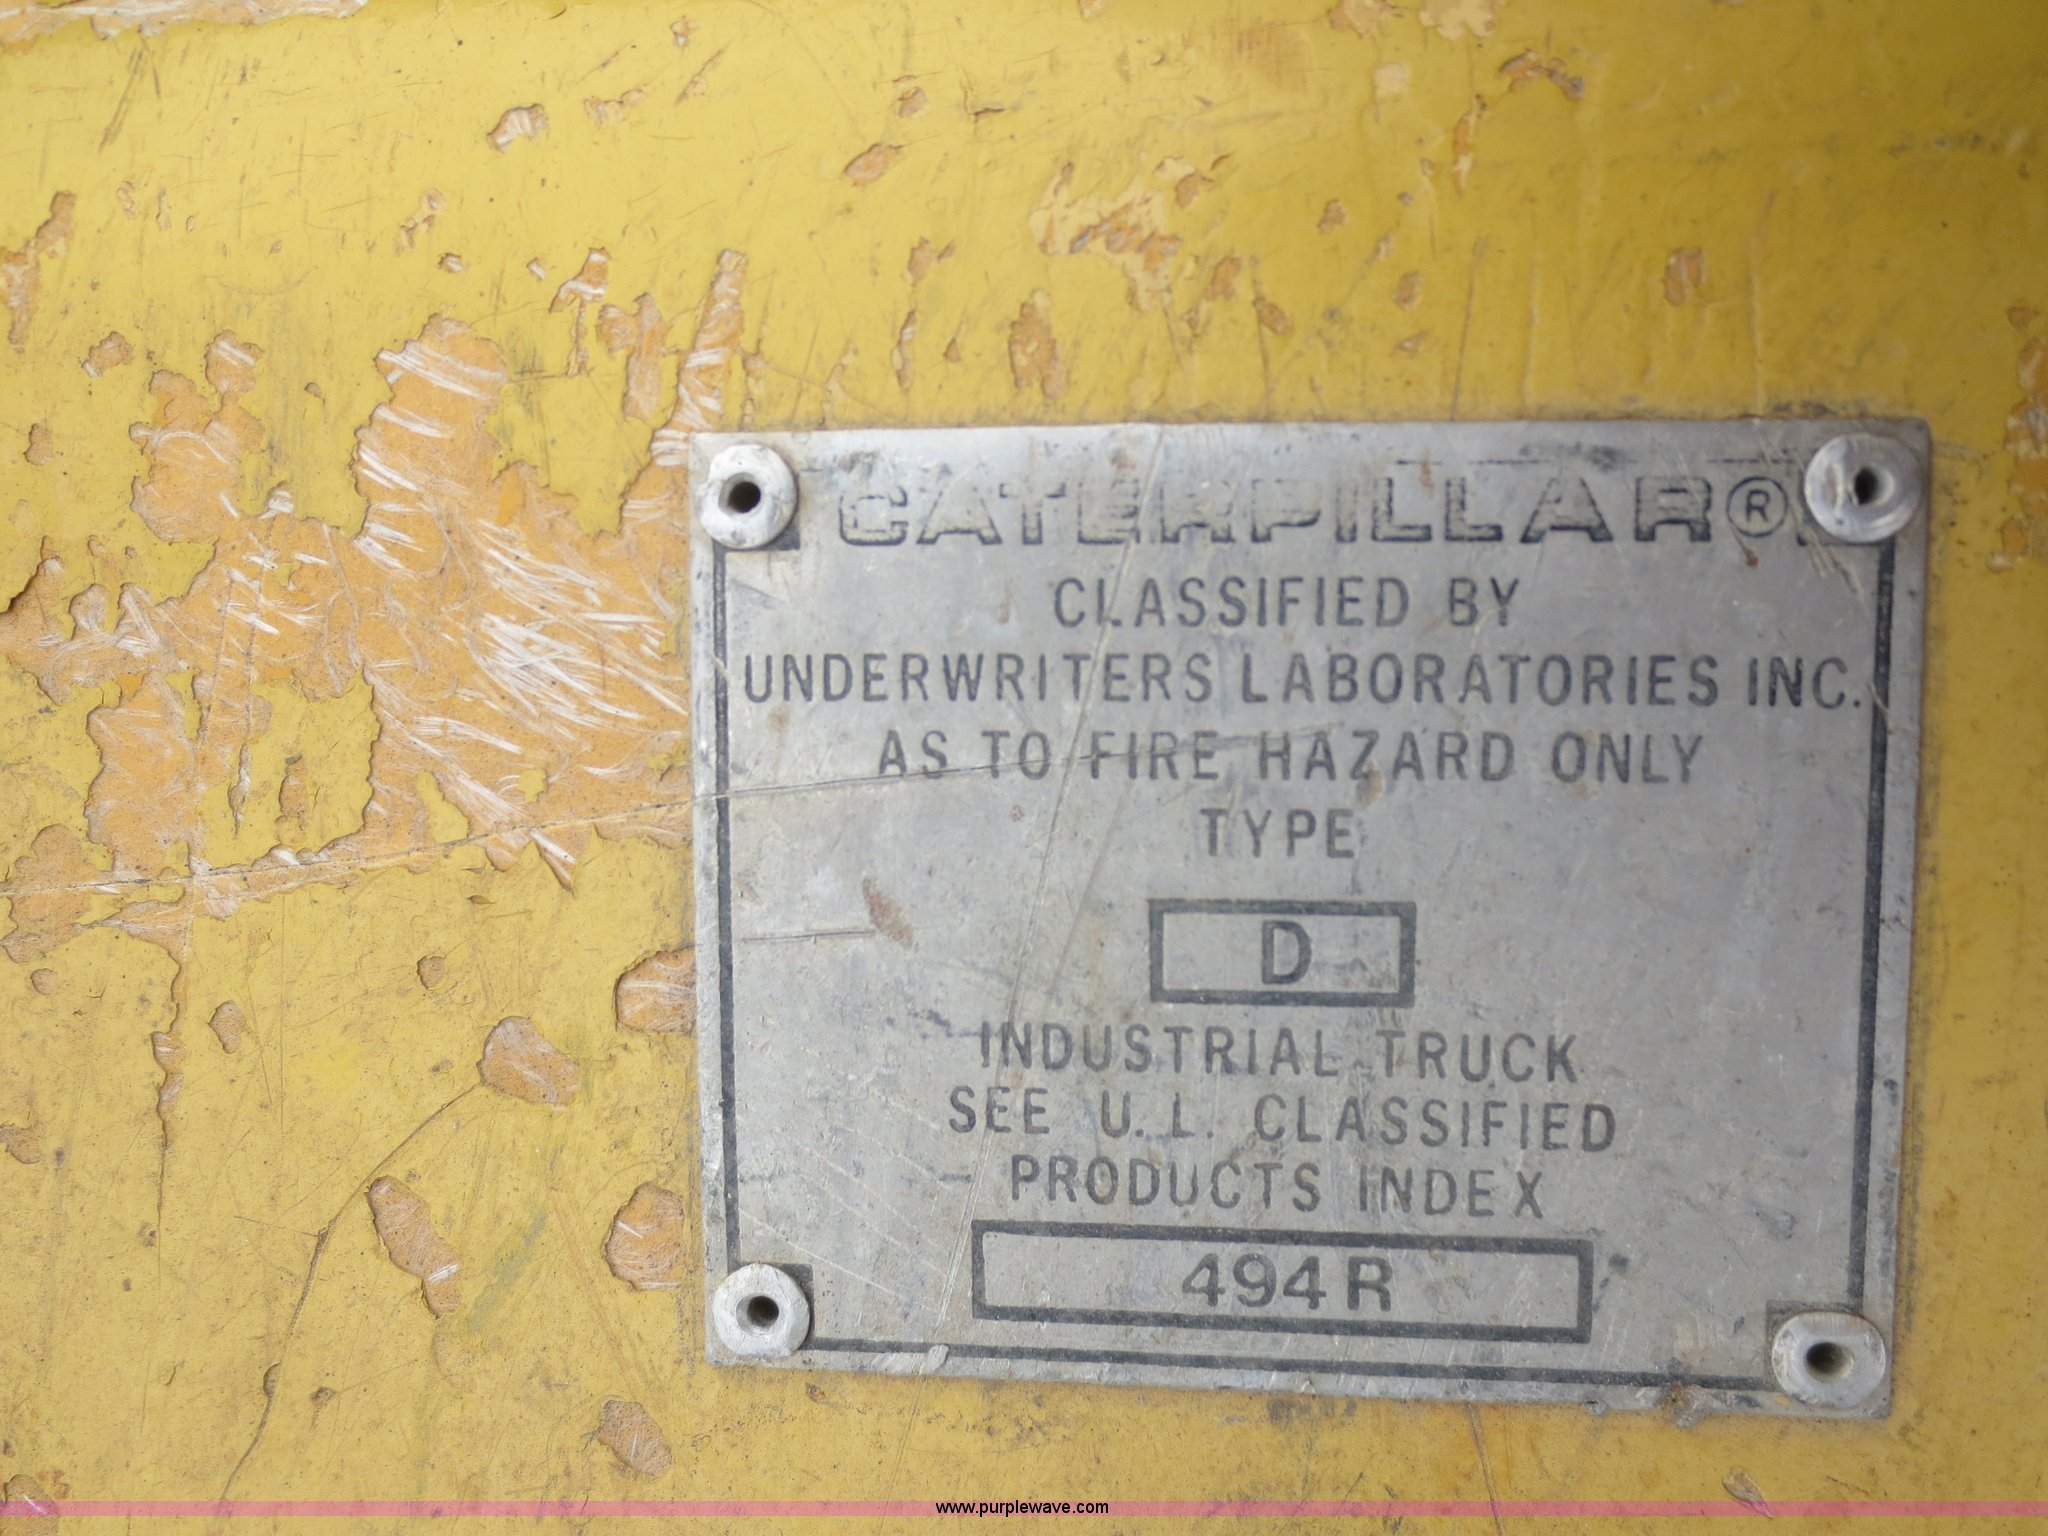 CATERPILLAR®
CLASSIFIED BY
UNDERWRITERS LABORATORIES INC.
AS TO FIRE HAZARD ONLY
TYPE
D
INDUSTRIAL TRUCK
SEE U.L. CLASSIFIED
PRODUCTS INDEX
494R
www.purplewave.com